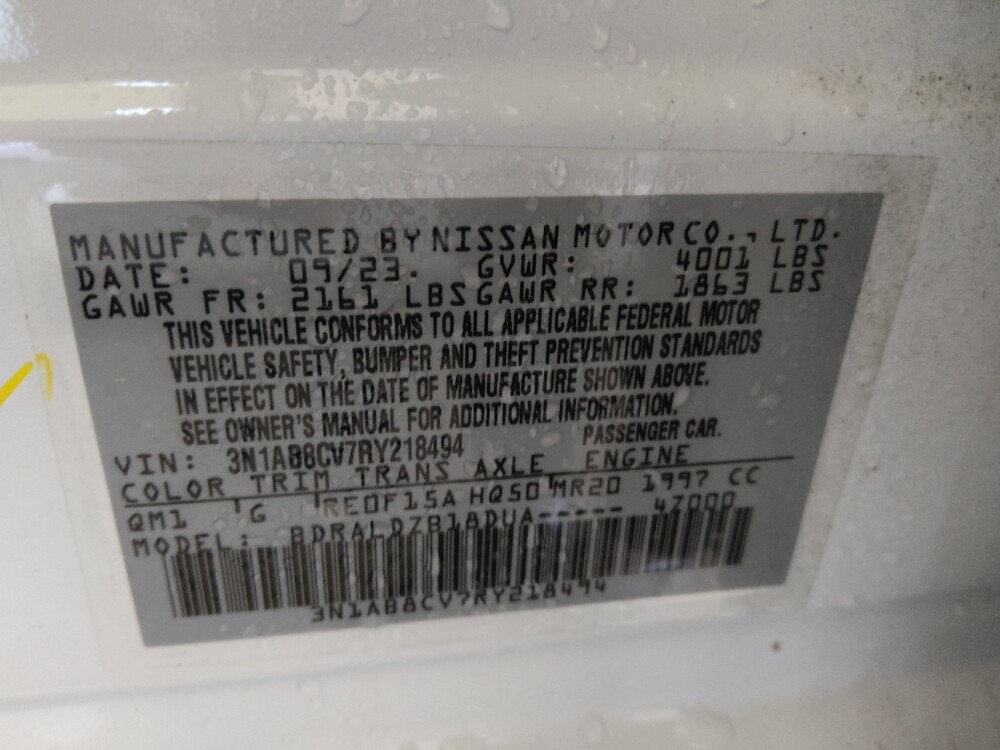 MANUFACTURED BY NISSAN MOTOR CO., LTD.
DATE: 09/23. GVWR: 4001 LBS
GAWR FR: 2161 LBS GAWR RR: 1863 LBS
THIS VEHICLE CONFORMS TO ALL APPLICABLE FEDERAL MOTOR
VEHICLE SAFETY, BUMPER AND THEFT PREVENTION STANDARDS
IN EFFECT ON THE DATE OF MANUFACTURE SHOWN ABOVE.
SEE OWNER'S MANUAL FOR ADDITIONAL INFORMATION.
VIN: 3N1AB8CV7RY218494 PASSENGER CAR.
COLOR TRIM TRANS AXLE ENGINE
QM1 G RE0F15A HQ50 MR20 1997 CC
MODEL: BDRALDZB18DUA----- 4Z000
3N1AB8CV7RY218494